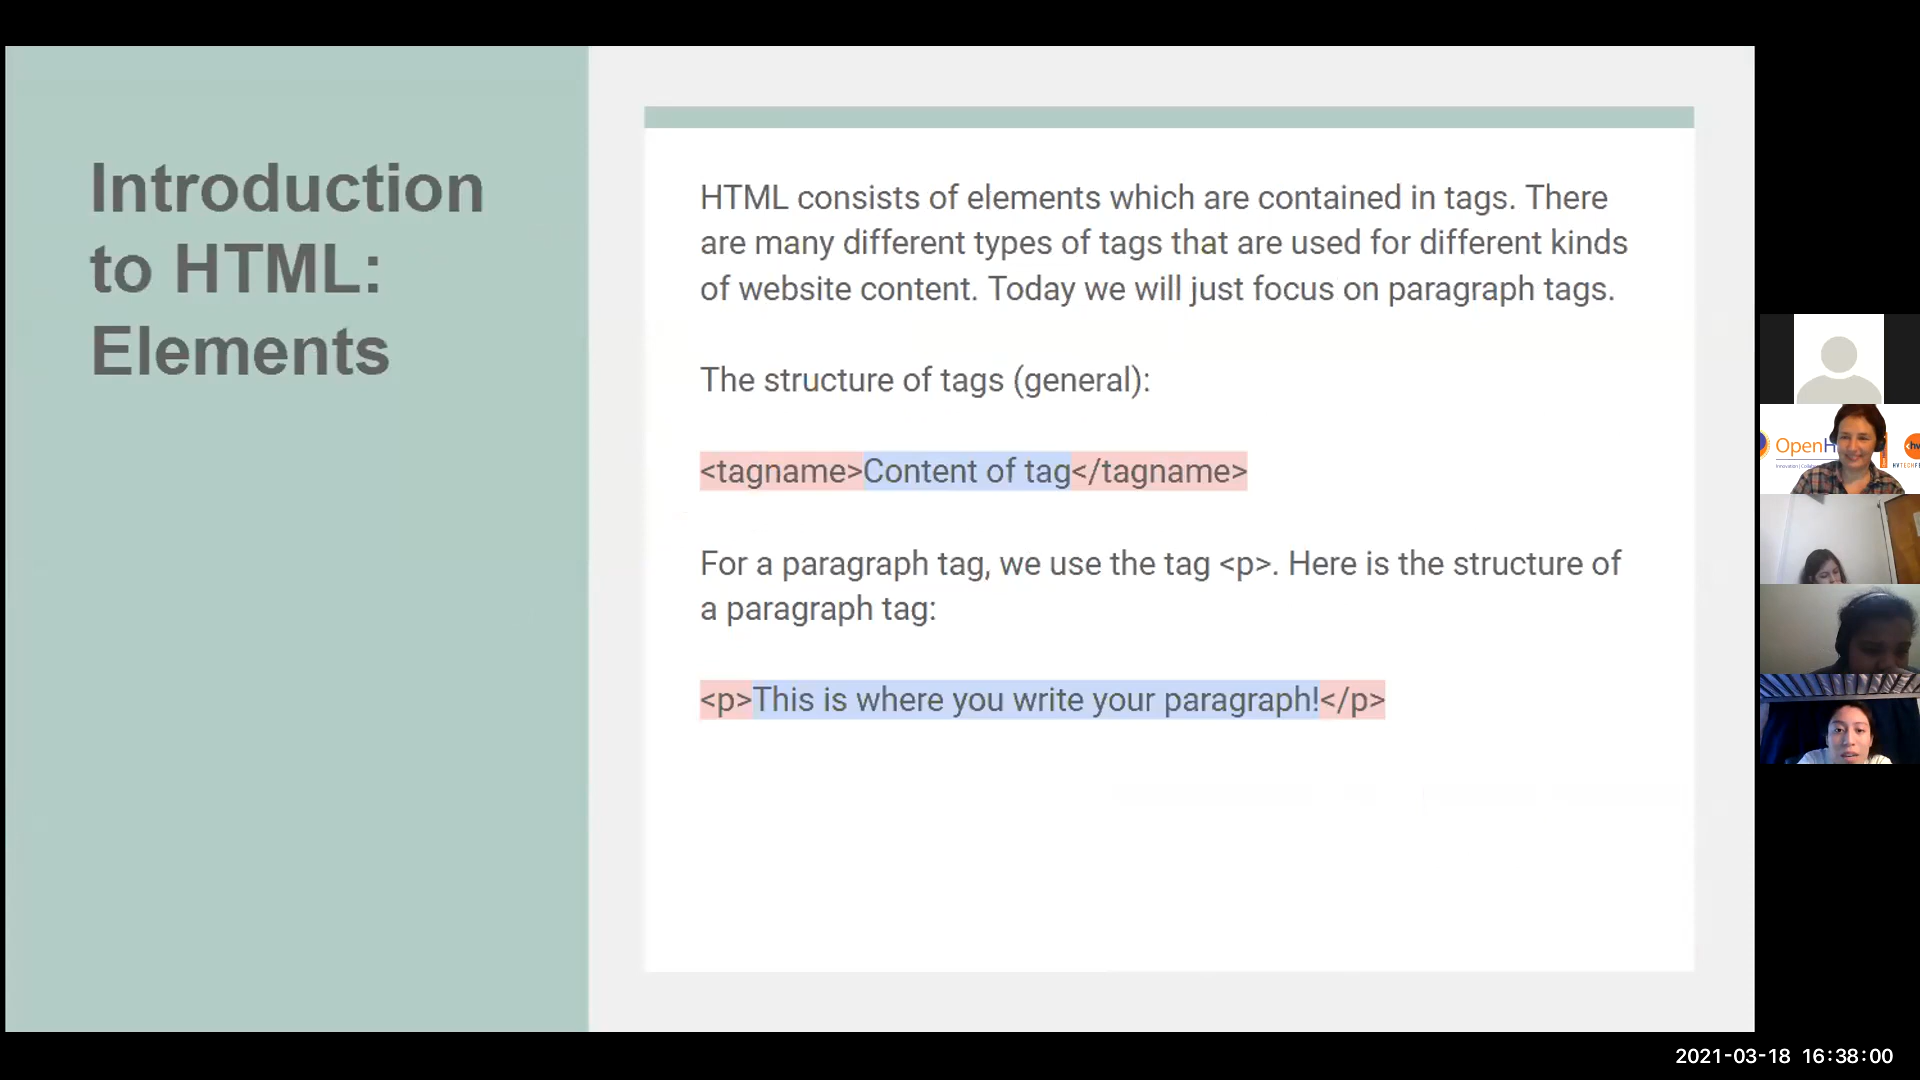 Introduction
to HTML:
Elements
HTML consists of elements which are contained in tags. There
are many different types of tags that are used for different kinds
of website content. Today we will just focus on paragraph tags.
The structure of tags (general):
<tagname>Content of tag</tagname>
For a paragraph tag, we use the tag <p>. Here is the structure of
a paragraph tag:
<p>This is where you write your paragraph!</p>
OpenH
2021-03-18 16:38:00